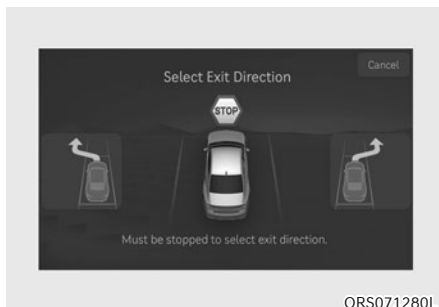 Cancel
Select Exit Direction
STOP
Must be stopped to select exit direction.
ORS071280L